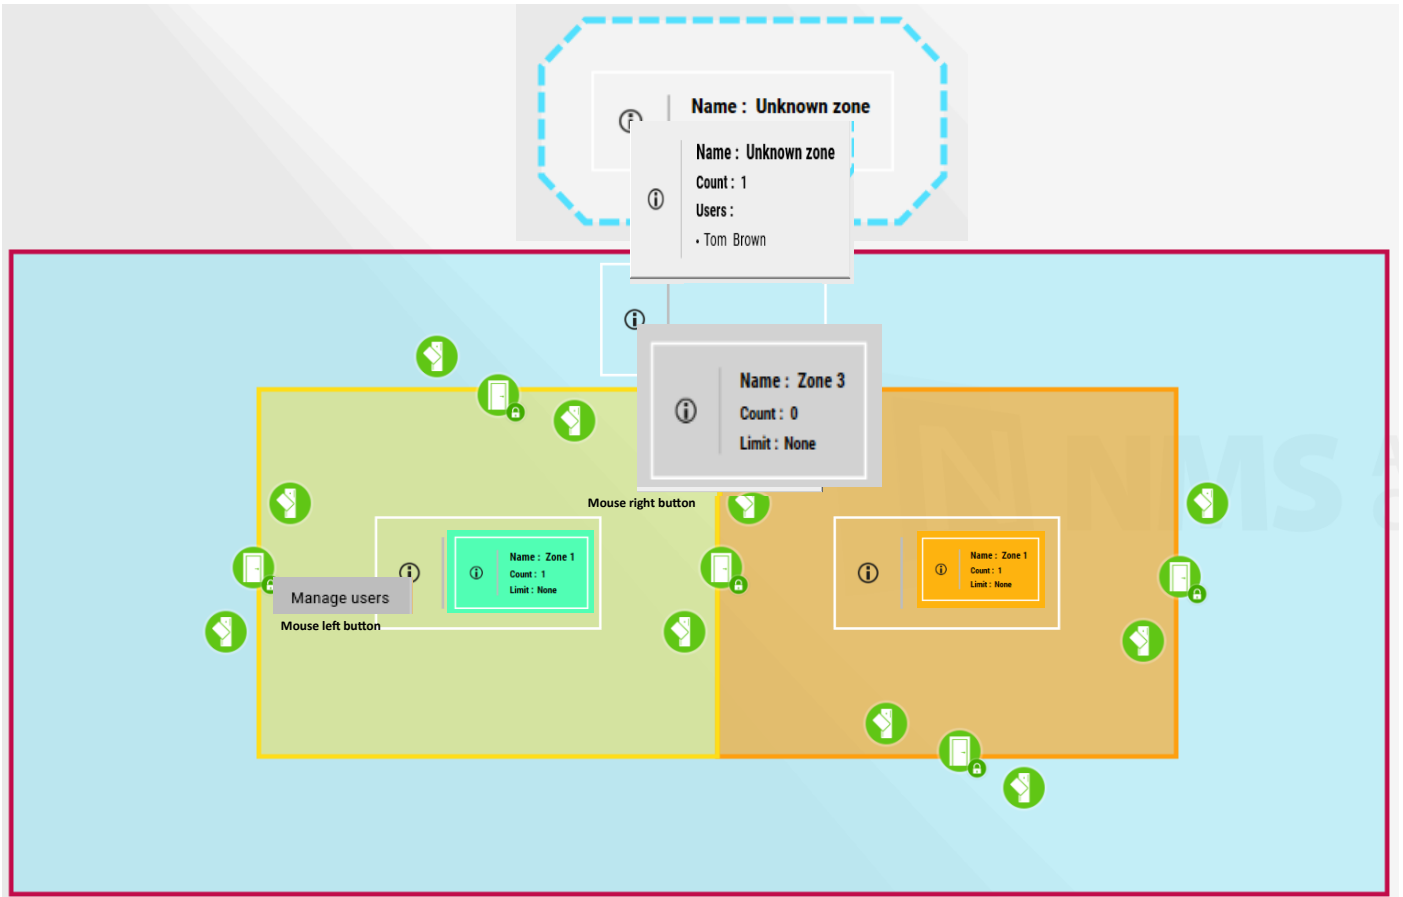 Name : Unknown zone
Name : Unknown zone
Count : 1
Users :
• Tom Brown
Name : Zone 3
Count : 0
Limit : None
NMS
Mouse right button
Name : Zone 1
Count : 1
Limit : None
Name : Zone 1
Count : 1
Limit : None
Manage users
Mouse left button